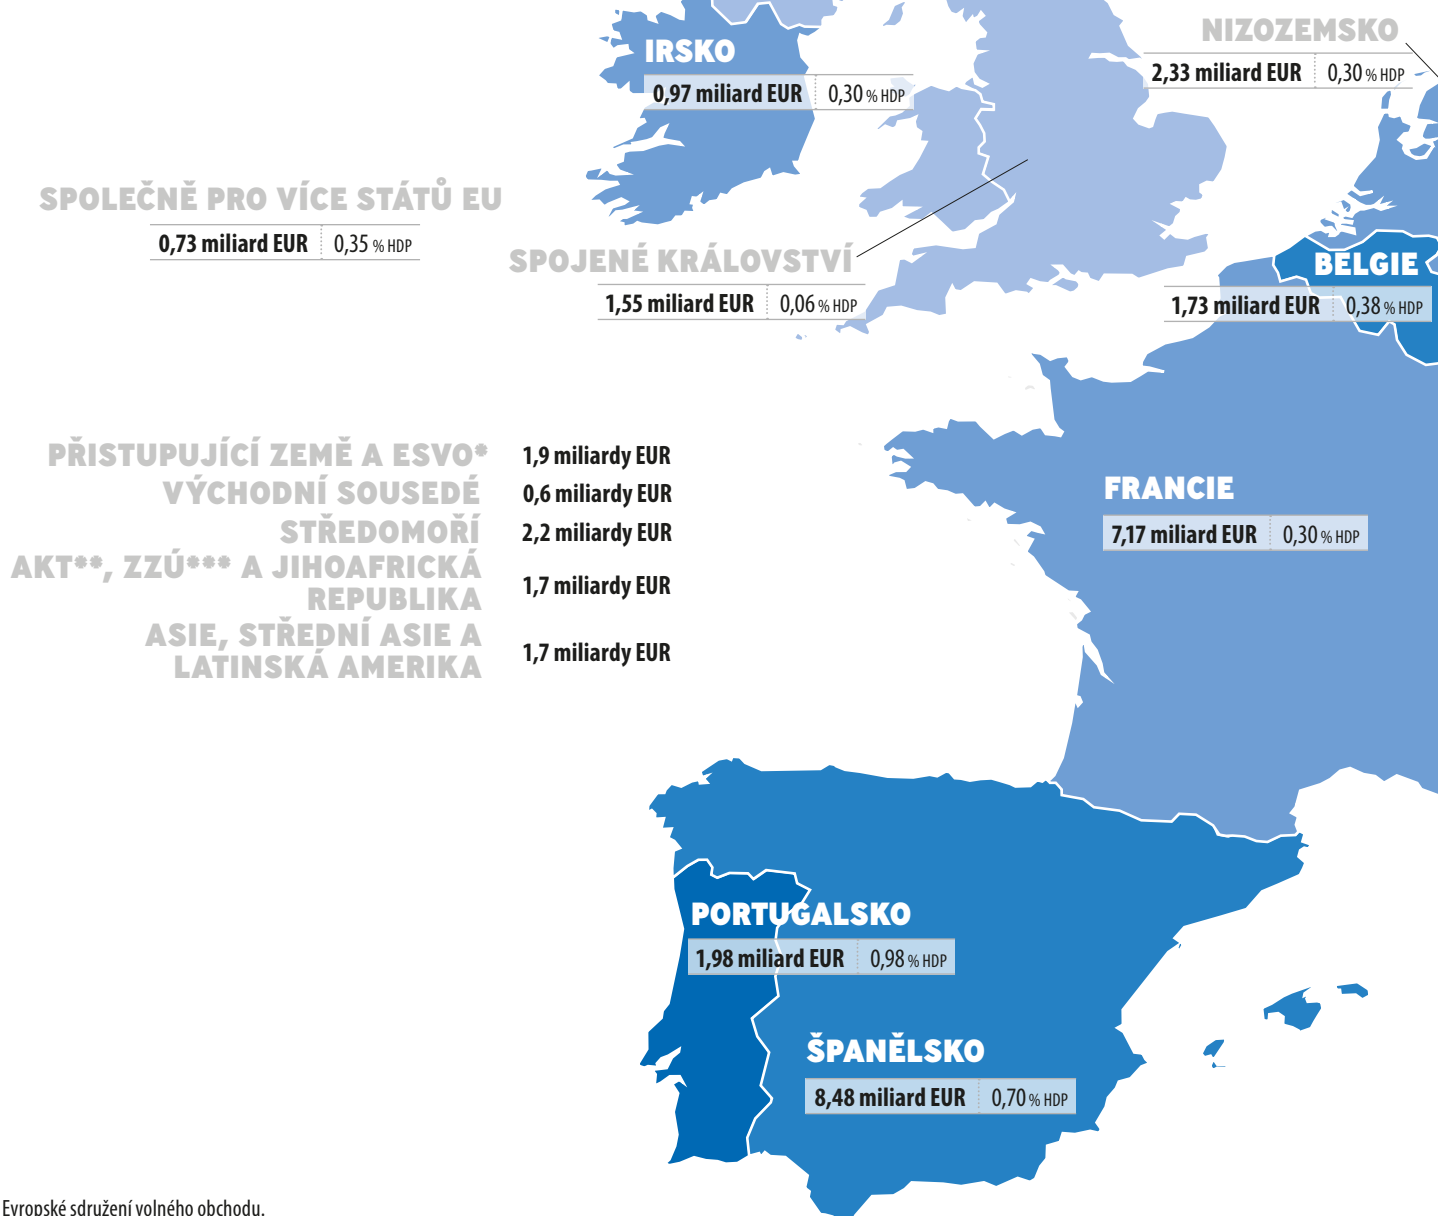 IRSKO
0,97 miliard EUR 0,30 % HDP
NIZOZEMSKO
2,33 miliard EUR 0,30 % HDP
SPOLEČNĚ PRO VÍCE STÁTŮ EU
0,73 miliard EUR 0,35 % HDP
SPOJENÉ KRÁLOVSTVÍ
1,55 miliard EUR 0,06 % HDP
BELGIE
1,73 miliard EUR 0,38 % HDP
PŘISTUPUJÍCÍ ZEMĚ A ESVO* 1,9 miliardy EUR
VÝCHODNÍ SOUSEDÉ 0,6 miliardy EUR
STŘEDOMOŘÍ 2,2 miliardy EUR
AKT**, ZZÚ*** A JIHOAFRICKÁ
REPUBLIKA
1,7 miliardy EUR
ASIE, STŘEDNÍ ASIE A
LATINSKÁ AMERIKA
1,7 miliardy EUR
FRANCIE
7,17 miliard EUR 0,30 % HDP
PORTUGALSKO
1,98 miliard EUR 0,98 % HDP
ŠPANĚLSKO
8,48 miliard EUR 0,70 % HDP
Evropské sdružení volného obchodu.